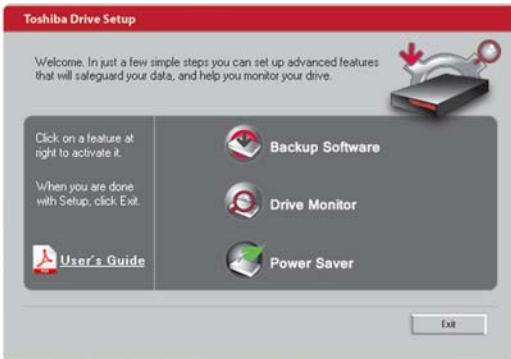 Toshiba Drive Setup
Welcome. In just a few simple steps you can set up advanced features
that will safeguard your data, and help you monitor your drive.
Click on a feature at
right to activate it.
When you are done
with Setup, click Exit.
User's Guide
Backup Software
Drive Monitor
Power Saver
Exit